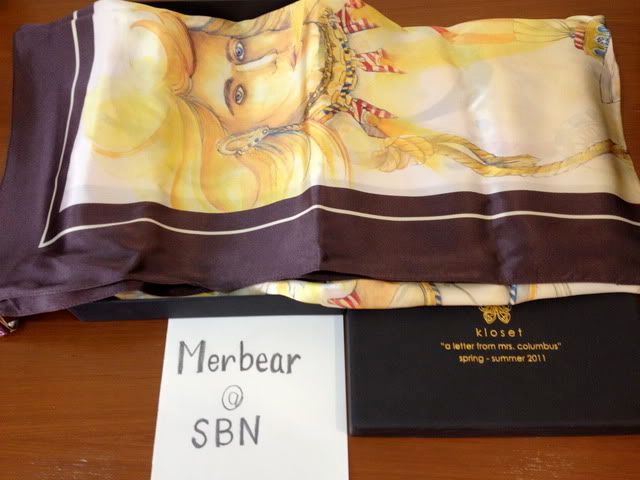 Merbear
@
SBN
kloset
"a letter from mrs. columbus"
spring - summer 2011